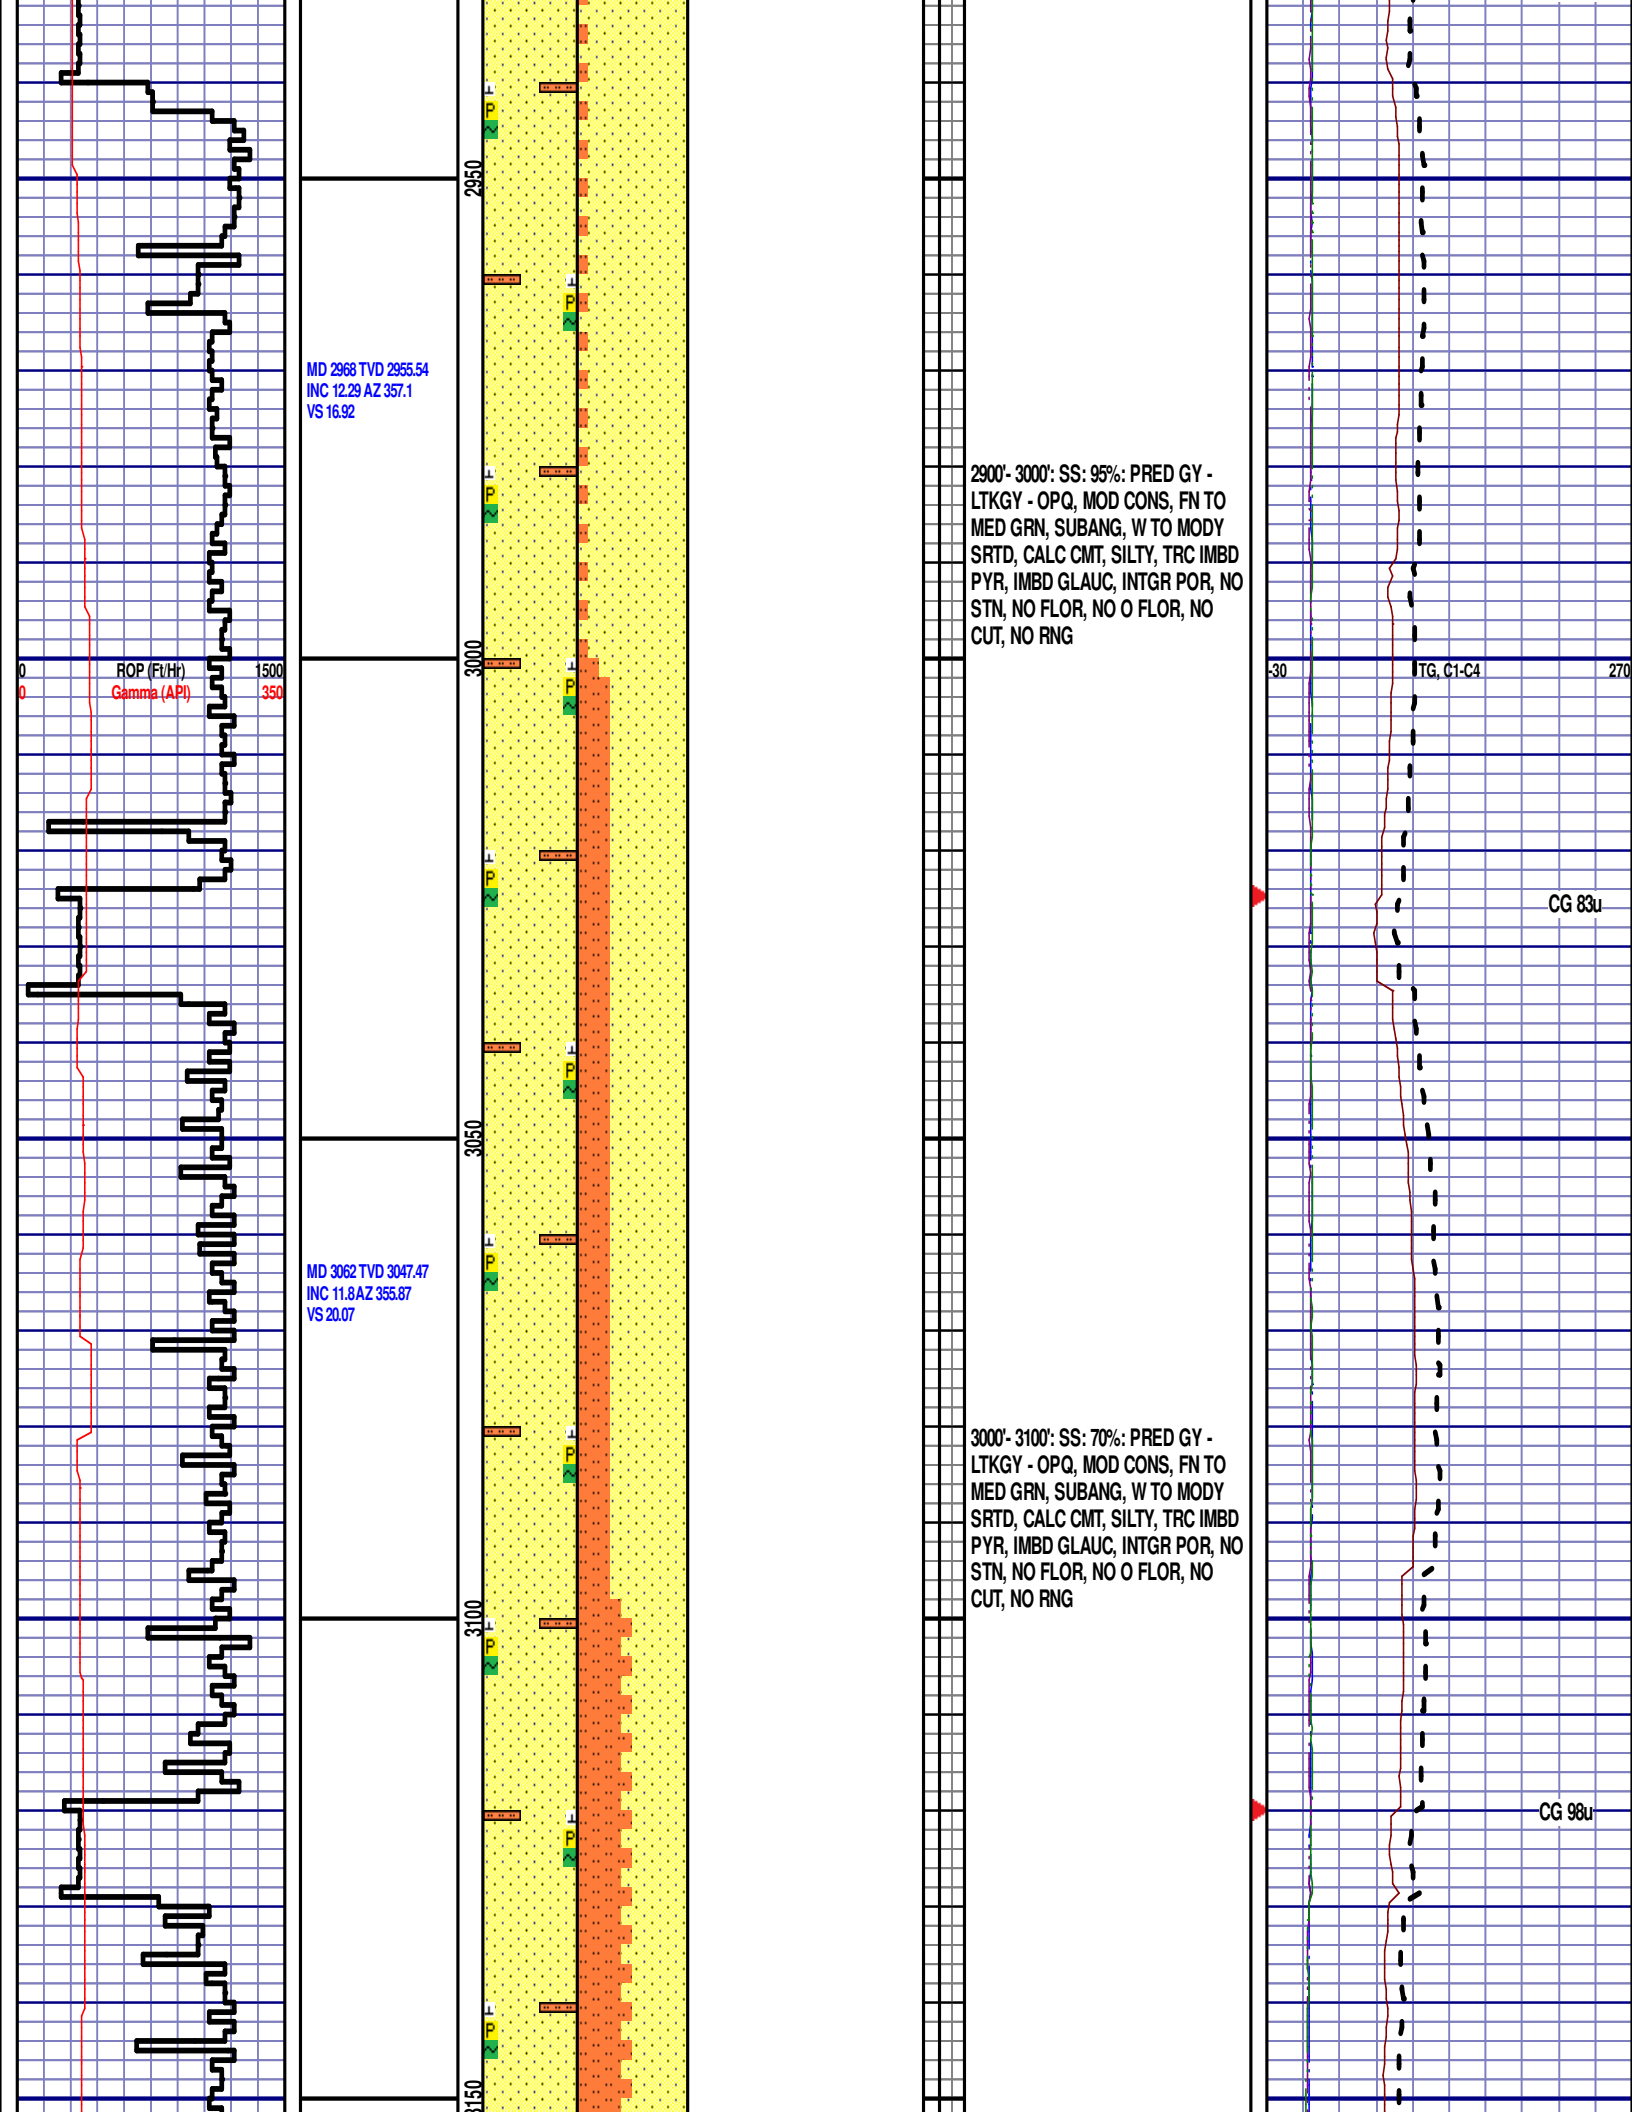 2950
MD 2968 TVD 2955.54
INC 12.29 AZ 357.1
VS 16.92
2900'- 3000': SS: 95%: PRED GY -
LTKGY - OPQ, MOD CONS, FN TO
MED GRN, SUBANG, W TO MODY
SRTD, CALC CMT, SILTY, TRC IMBD
PYR, IMBD GLAUC, INTGR POR, NO
STN, NO FLOR, NO O FLOR, NO
CUT, NO RNG
3000
0 ROP (Ft/Hr) 1500
0 Gamma (API) 350
-30 TG, C1-C4 270
CG 83u
3050
MD 3062 TVD 3047.47
INC 11.8 AZ 355.87
VS 20.07
3000'- 3100': SS: 70%: PRED GY -
LTKGY - OPQ, MOD CONS, FN TO
MED GRN, SUBANG, W TO MODY
SRTD, CALC CMT, SILTY, TRC IMBD
PYR, IMBD GLAUC, INTGR POR, NO
STN, NO FLOR, NO O FLOR, NO
CUT, NO RNG
3100
CG 98u
3150
P
P
P
P
P
P
P
P
P
P
P